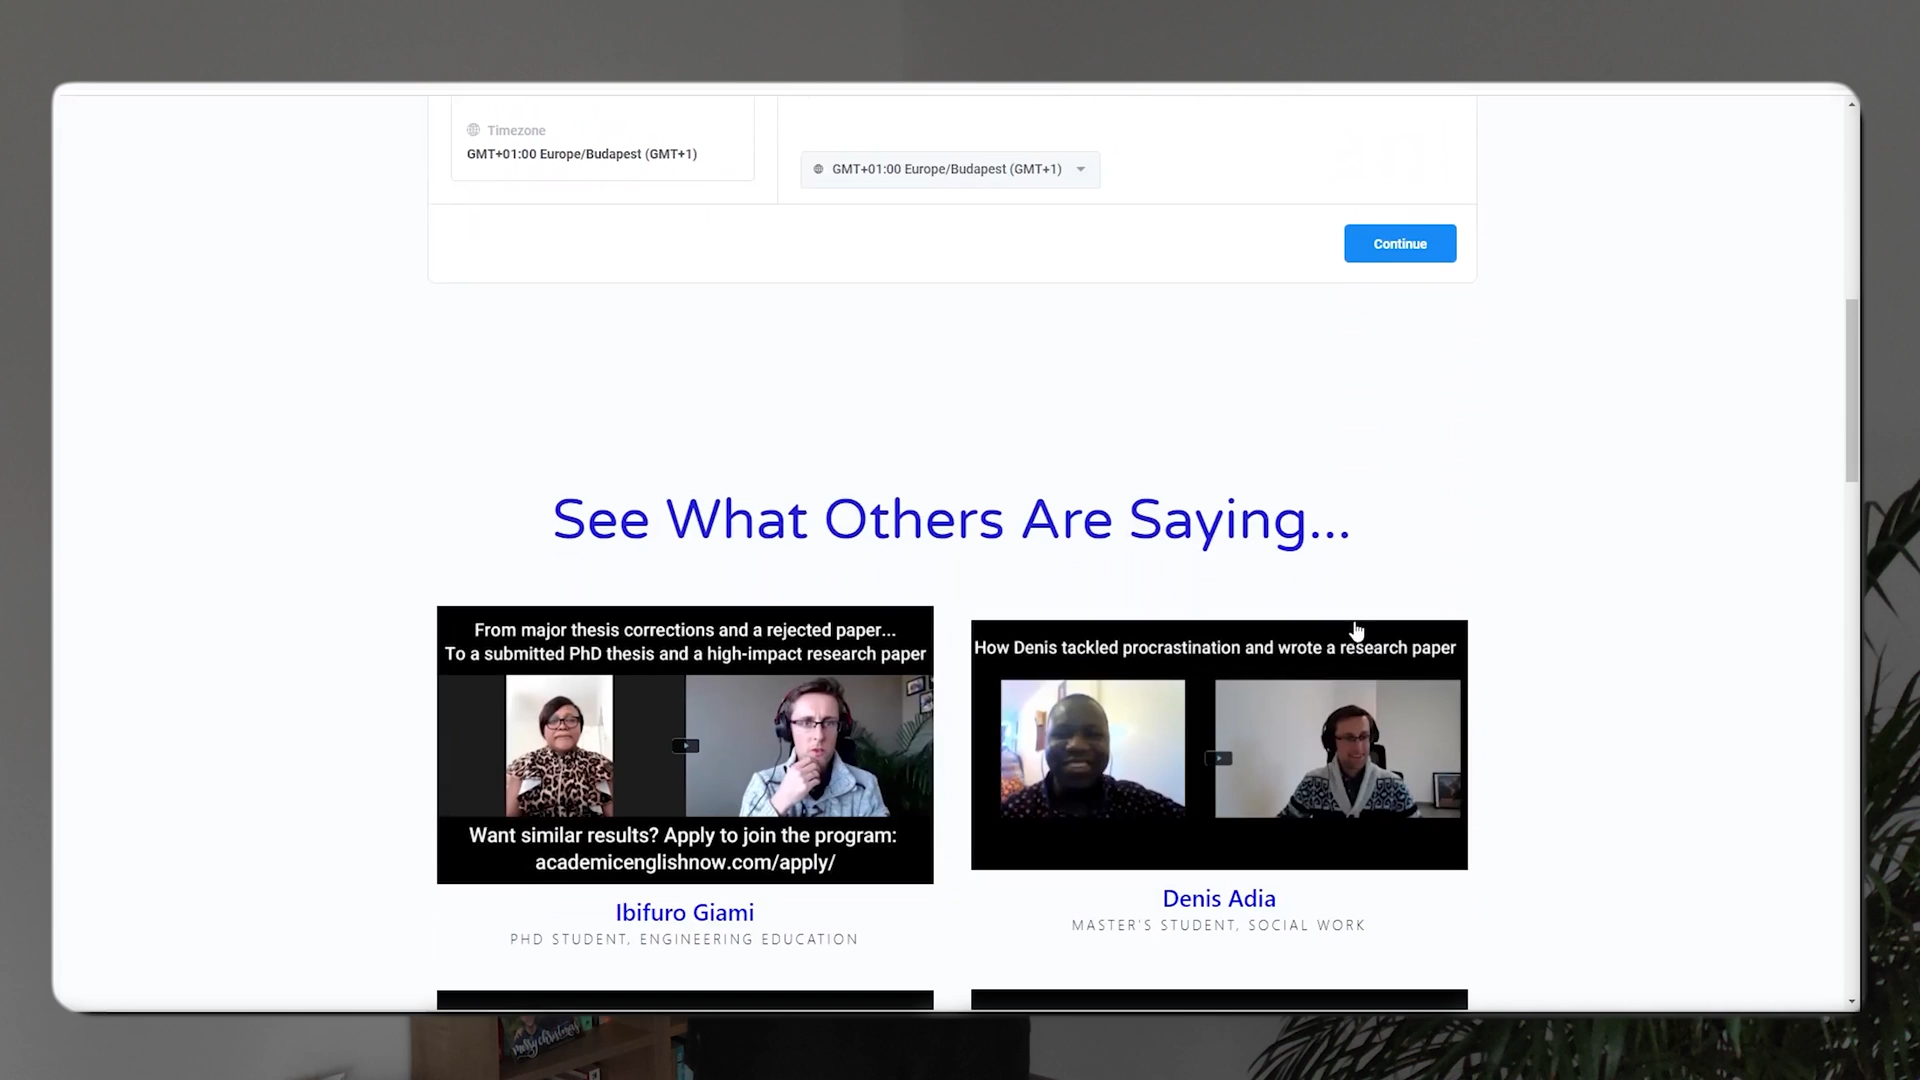 Timezone
GMT+01:00 Europe/Budapest (GMT+1)
GMT+01:00 Europe/Budapest (GMT+1)
Continue
See What Others Are Saying...
From major thesis corrections and a rejected paper...
To a submitted PhD thesis and a high-impact research paper
Want similar results? Apply to join the program:
academicenglishnow.com/apply/
Ibifuro Giami
PHD STUDENT, ENGINEERING EDUCATION
How Denis tackled procrastination and wrote a research paper
Denis Adia
MASTER'S STUDENT, SOCIAL WORK